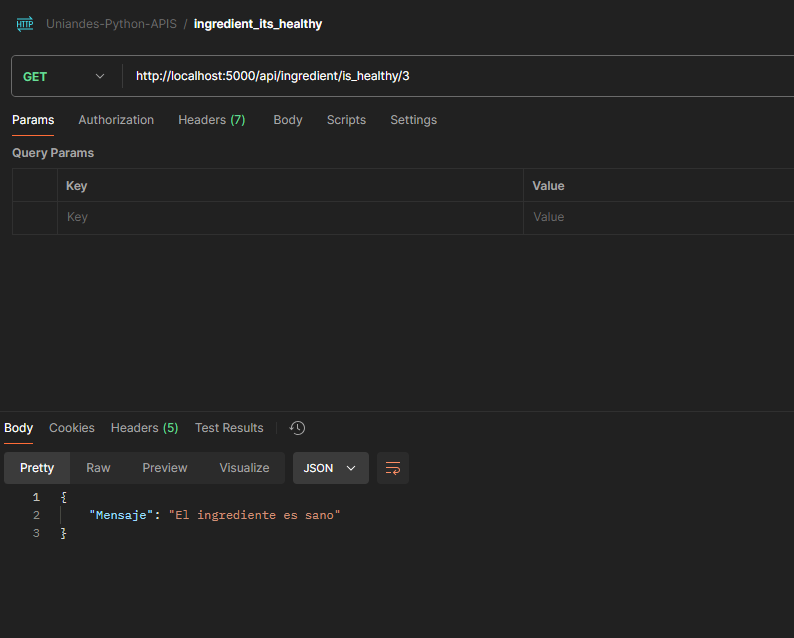 HTTP Uniandes-Python-APIS / ingredient_its_healthy
GET http://localhost:5000/api/ingredient/is_healthy/3
Params Authorization Headers (7) Body Scripts Settings
Query Params
Key Value
Key Value
Body Cookies Headers (5) Test Results
Pretty Raw Preview Visualize JSON
1 {
2 "Mensaje": "El ingrediente es sano"
3 }